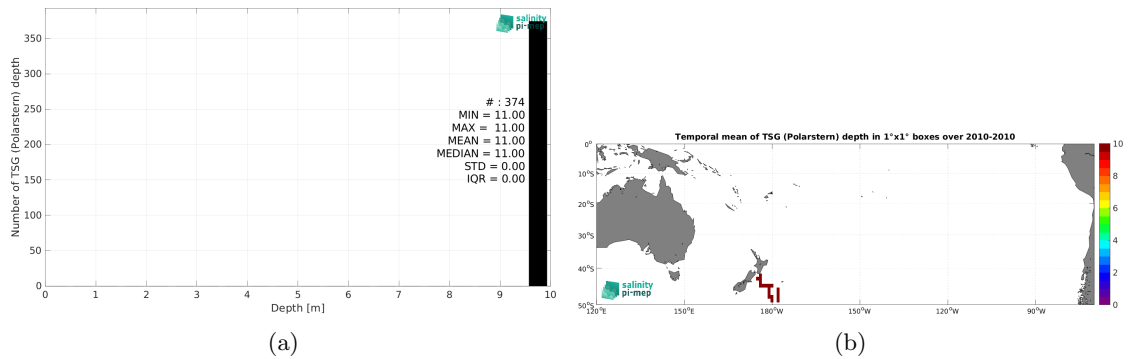 Number of TSG (Polarstern) depth
350
300
250
200
150
100
50
0
salinity
pi-mep
# : 374
MIN = 11.00
MAX = 11.00
MEAN = 11.00
MEDIAN = 11.00
STD = 0.00
IQR = 0.00
0 1 2 3 4 5 6 7 8 9 10
Depth [m]
(a)
Temporal mean of TSG (Polarstern) depth in 1°x1° boxes over 2010-2010
0°
10°S
20°S
30°S
40°S
50°S
salinity
pi-mep
120°E 150°E 180°W 150°W 120°W 90°W
10
8
6
4
2
0
(b)